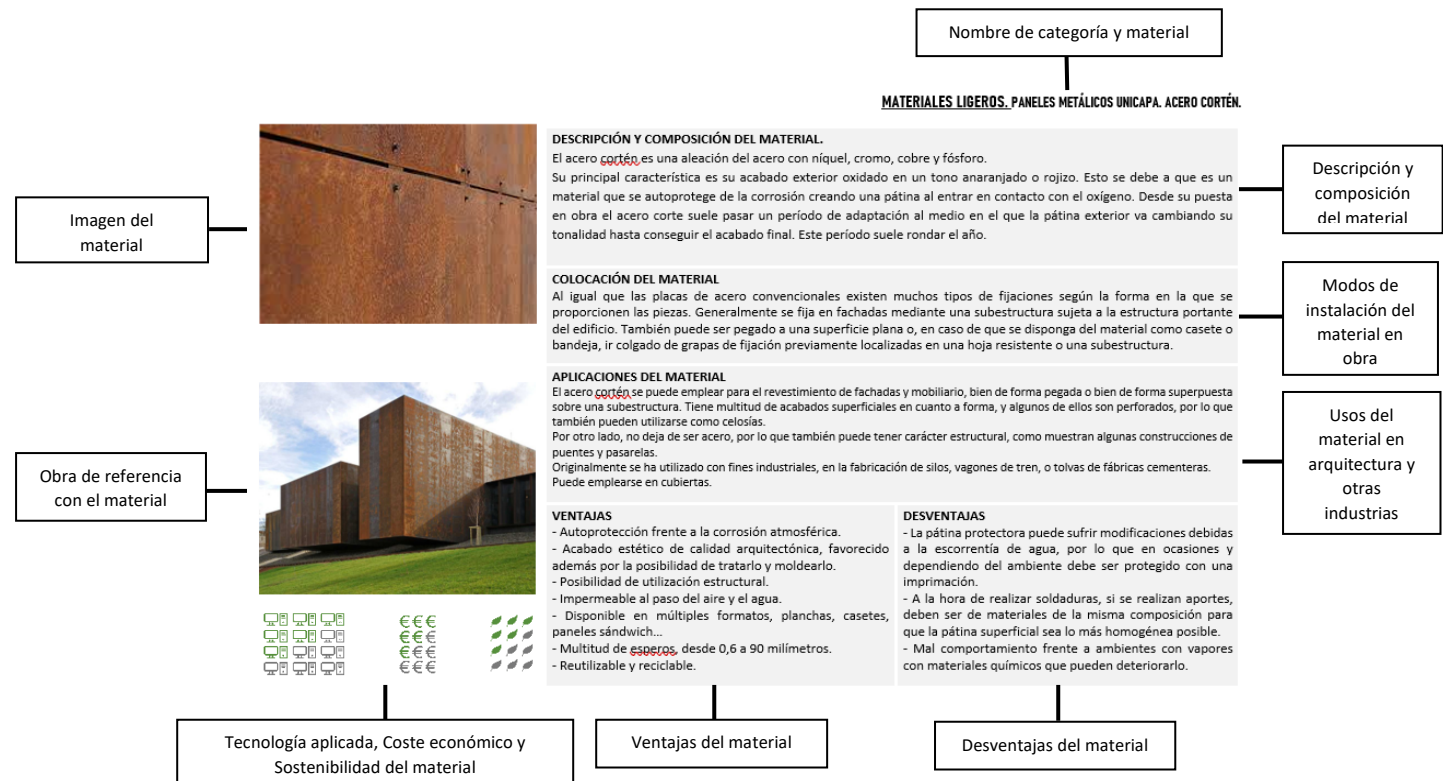 Nombre de categoría y material
MATERIALES LIGEROS. PANELES METÁLICOS UNICAPA. ACERO CORTÉN.
Imagen del
material
DESCRIPCIÓN Y COMPOSICIÓN DEL MATERIAL.
El acero cortén es una aleación del acero con níquel, cromo, cobre y fósforo.
Su principal característica es su acabado exterior oxidado en un tono anaranjado o rojizo. Esto se debe a que es un
material que se autoprotege de la corrosión creando una pátina al entrar en contacto con el oxígeno. Desde su puesta
en obra el acero corte suele pasar un período de adaptación al medio en el que la pátina exterior va cambiando su
tonalidad hasta conseguir el acabado final. Este período suele rondar el año.
Descripción y
composición
del material
COLOCACIÓN DEL MATERIAL
Al igual que las placas de acero convencionales existen muchos tipos de fijaciones según la forma en la que se
proporcionen las piezas. Generalmente se fija en fachadas mediante una subestructura sujeta a la estructura portante
del edificio. También puede ser pegado a una superficie plana o, en caso de que se disponga del material como casete o
bandeja, ir colgado de grapas de fijación previamente localizadas en una hoja resistente o una subestructura.
Modos de
instalación del
material en
obra
Obra de referencia
con el material
APLICACIONES DEL MATERIAL
El acero cortén se puede emplear para el revestimiento de fachadas y mobiliario, bien de forma pegada o bien de forma superpuesta
sobre una subestructura. Tiene multitud de acabados superficiales en cuanto a forma, y algunos de ellos son perforados, por lo que
también pueden utilizarse como celosías.
Por otro lado, no deja de ser acero, por lo que también puede tener carácter estructural, como muestran algunas construcciones de
puentes y pasarelas.
Originalmente se ha utilizado con fines industriales, en la fabricación de silos, vagones de tren, o tolvas de fábricas cementeras.
Puede emplearse en cubiertas.
Usos del
material en
arquitectura y
otras
industrias
VENTAJAS
- Autoprotección frente a la corrosión atmosférica.
- Acabado estético de calidad arquitectónica, favorecido
además por la posibilidad de tratarlo y moldearlo.
- Posibilidad de utilización estructural.
- Impermeable al paso del aire y el agua.
- Disponible en múltiples formatos, planchas, casetes,
paneles sándwich...
- Multitud de esperos, desde 0,6 a 90 milímetros.
- Reutilizable y reciclable.
DESVENTAJAS
- La pátina protectora puede sufrir modificaciones debidas
a la escorrentía de agua, por lo que en ocasiones y
dependiendo del ambiente debe ser protegido con una
imprimación.
- A la hora de realizar soldaduras, si se realizan aportes,
deben ser de materiales de la misma composición para
que la pátina superficial sea lo más homogénea posible.
- Mal comportamiento frente a ambientes con vapores
con materiales químicos que pueden deteriorarlo.
€€€
€€€
€€€
€€€
Tecnología aplicada, Coste económico y
Sostenibilidad del material
Ventajas del material
Desventajas del material